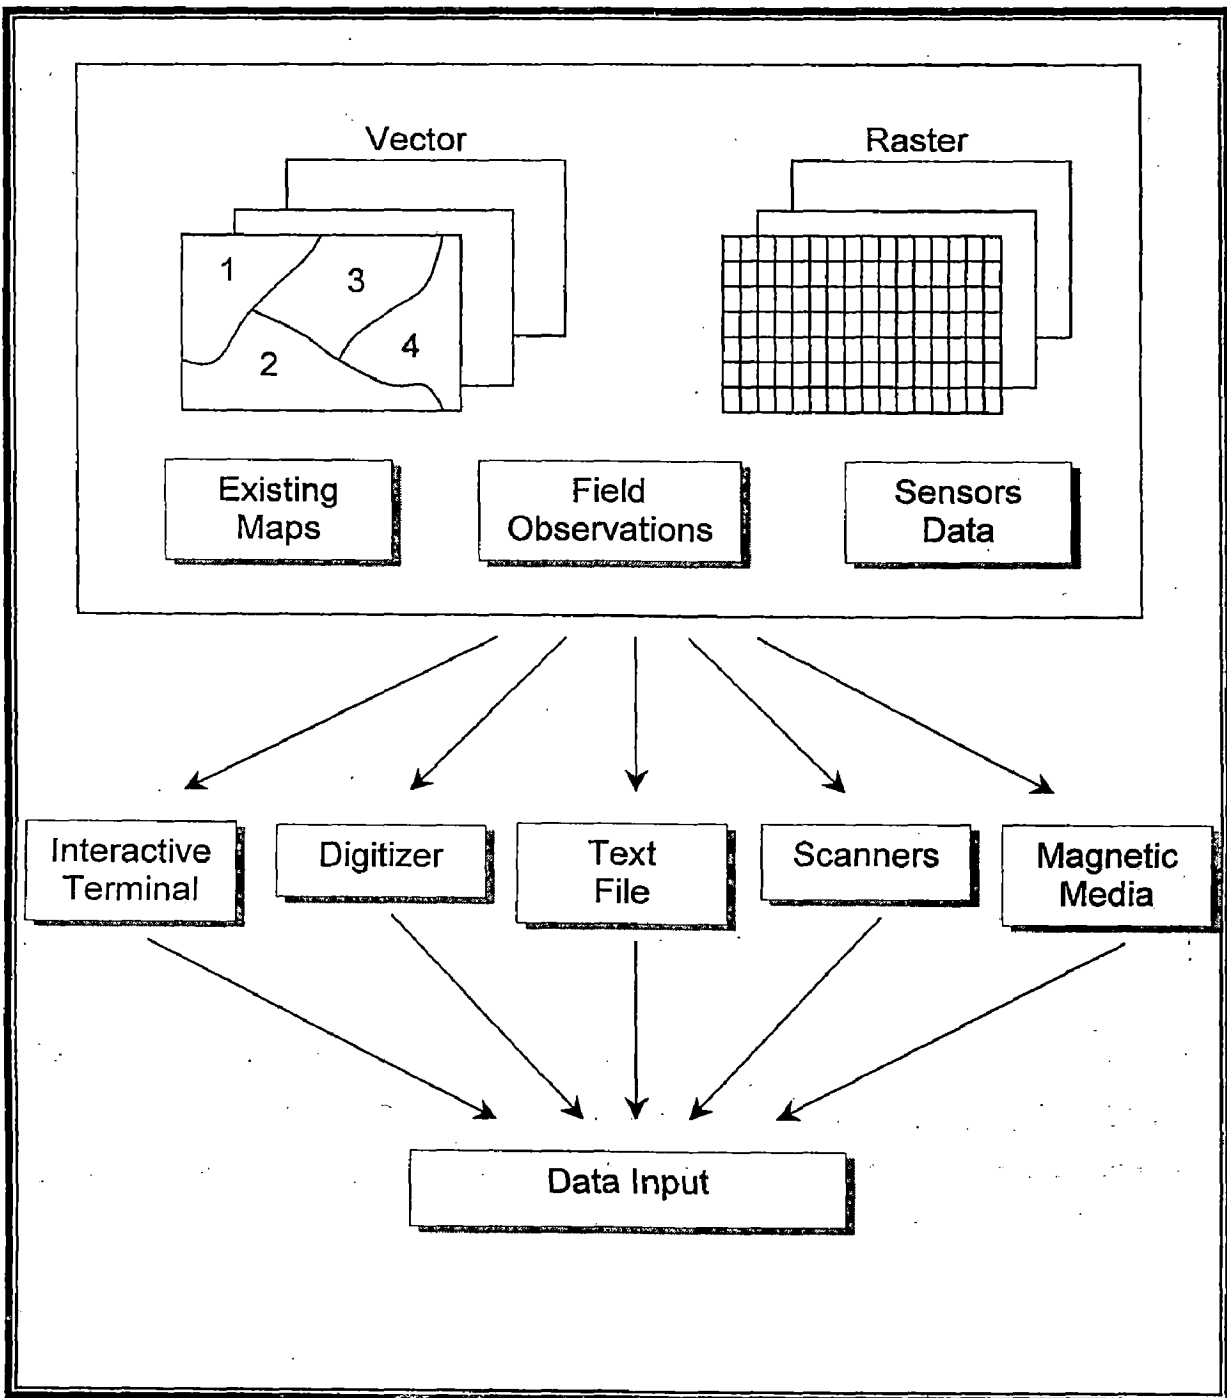 Vector
Raster
1
3
2
4
Existing
Maps
Field
Observations
Sensors
Data
Interactive
Terminal
Digitizer
Text
File
Scanners
Magnetic
Media
Data Input